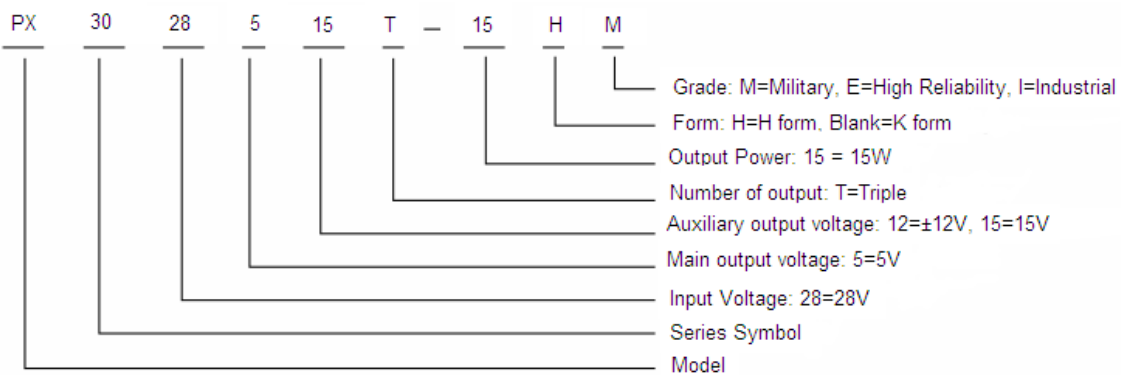 PX 30 28 5 15 T – 15 H M
Grade: M=Military, E=High Reliability, I=Industrial
Form: H=H form, Blank=K form
Output Power: 15 = 15W
Number of output: T=Triple
Auxiliary output voltage: 12=±12V, 15=15V
Main output voltage: 5=5V
Input Voltage: 28=28V
Series Symbol
Model